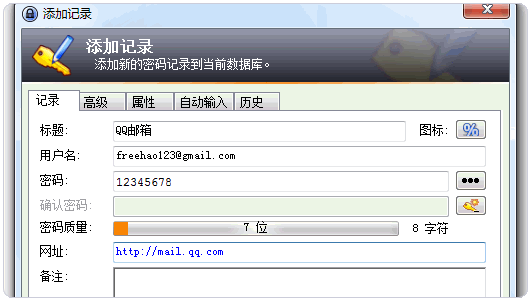 添加记录
添加记录
添加新的密码记录到当前数据库。
记录 高级 属性 自动输入 历史
标题: QQ邮箱 图标:
用户名: freehao123@gmail.com
密码: 12345678
确认密码:
密码质量: 7 位 8 字符
网址: http://mail.qq.com
备注: